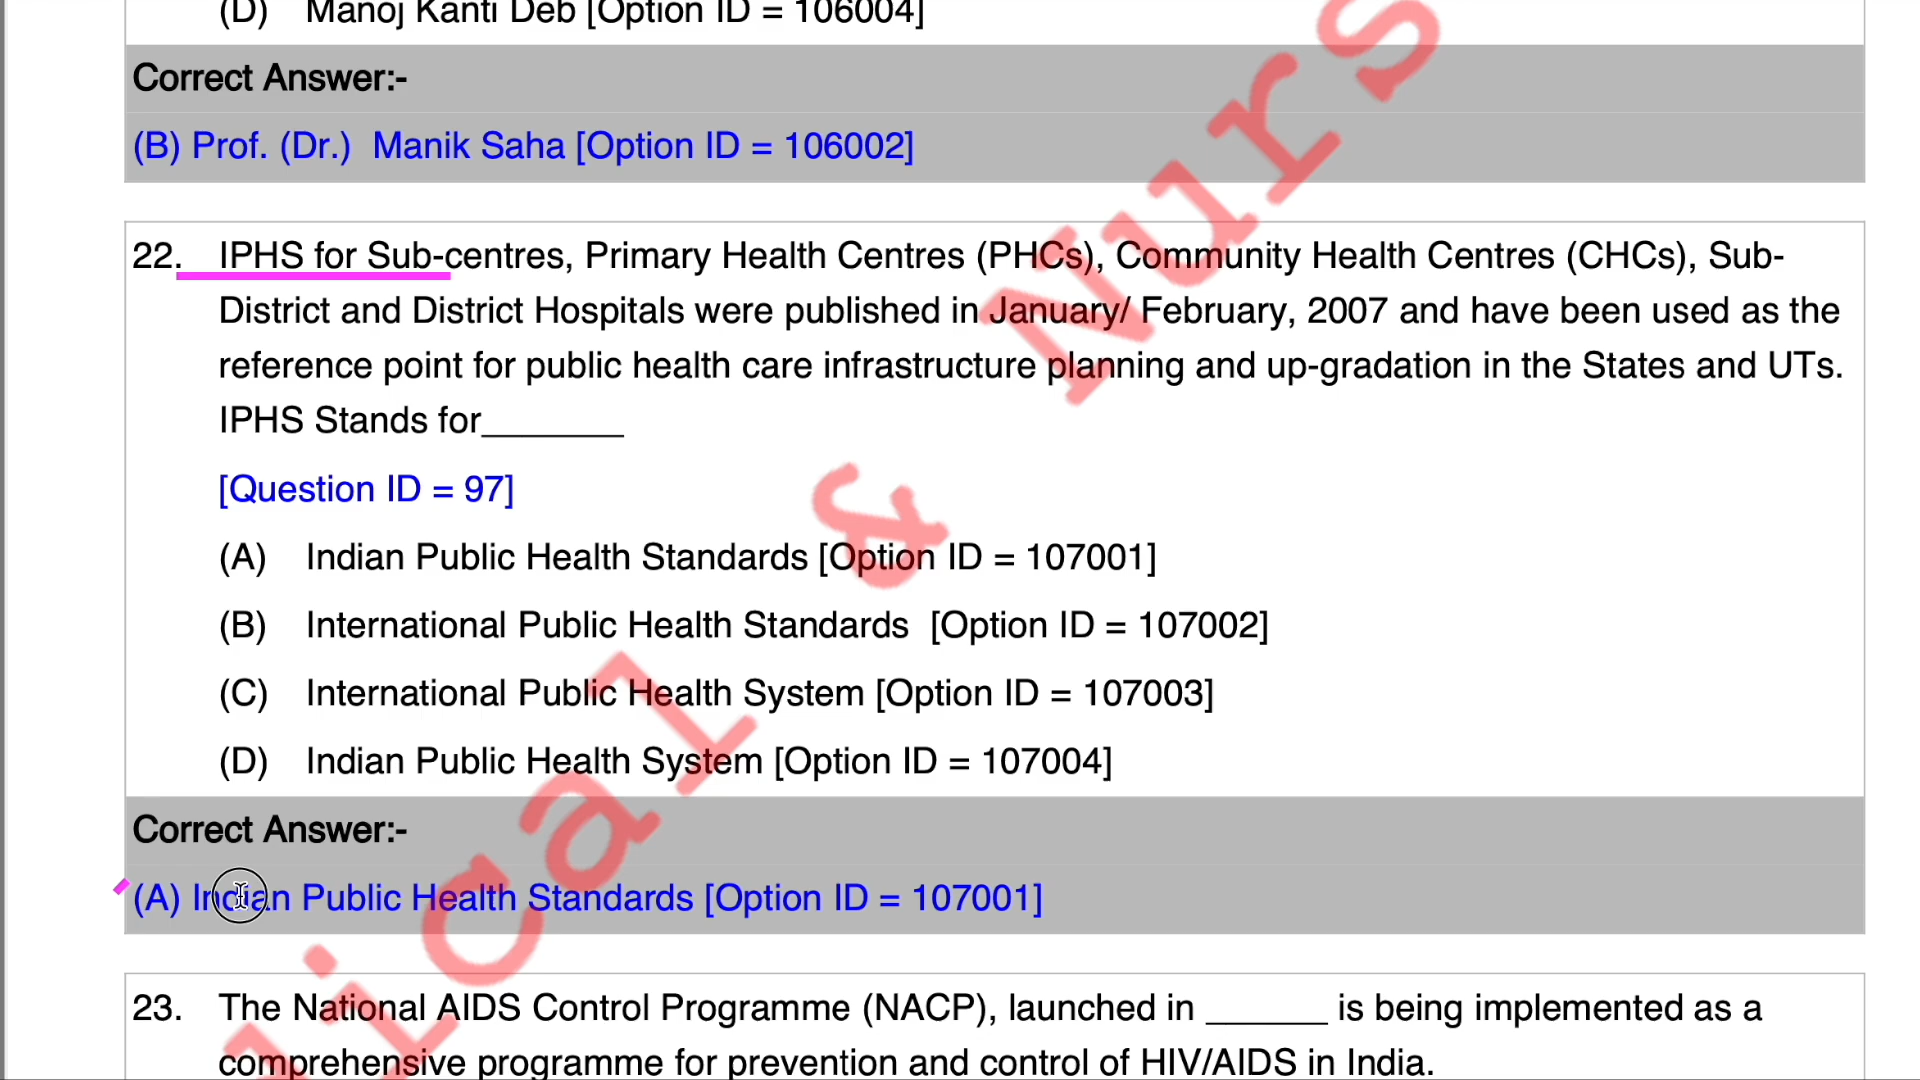 (D) Manoj Kanti Deb [Option ID = 106004]
Correct Answer:-
(B) Prof. (Dr.) Manik Saha [Option ID = 106002]
22. IPHS for Sub-centres, Primary Health Centres (PHCs), Community Health Centres (CHCs), Sub-
District and District Hospitals were published in January/ February, 2007 and have been used as the
reference point for public health care infrastructure planning and up-gradation in the States and UTs.
IPHS Stands for_______
[Question ID = 97]
(A) Indian Public Health Standards [Option ID = 107001]
(B) International Public Health Standards [Option ID = 107002]
(C) International Public Health System [Option ID = 107003]
(D) Indian Public Health System [Option ID = 107004]
Correct Answer:-
(A) Indian Public Health Standards [Option ID = 107001]
23. The National AIDS Control Programme (NACP), launched in ______ is being implemented as a
comprehensive programme for prevention and control of HIV/AIDS in India.
dical & Nurs